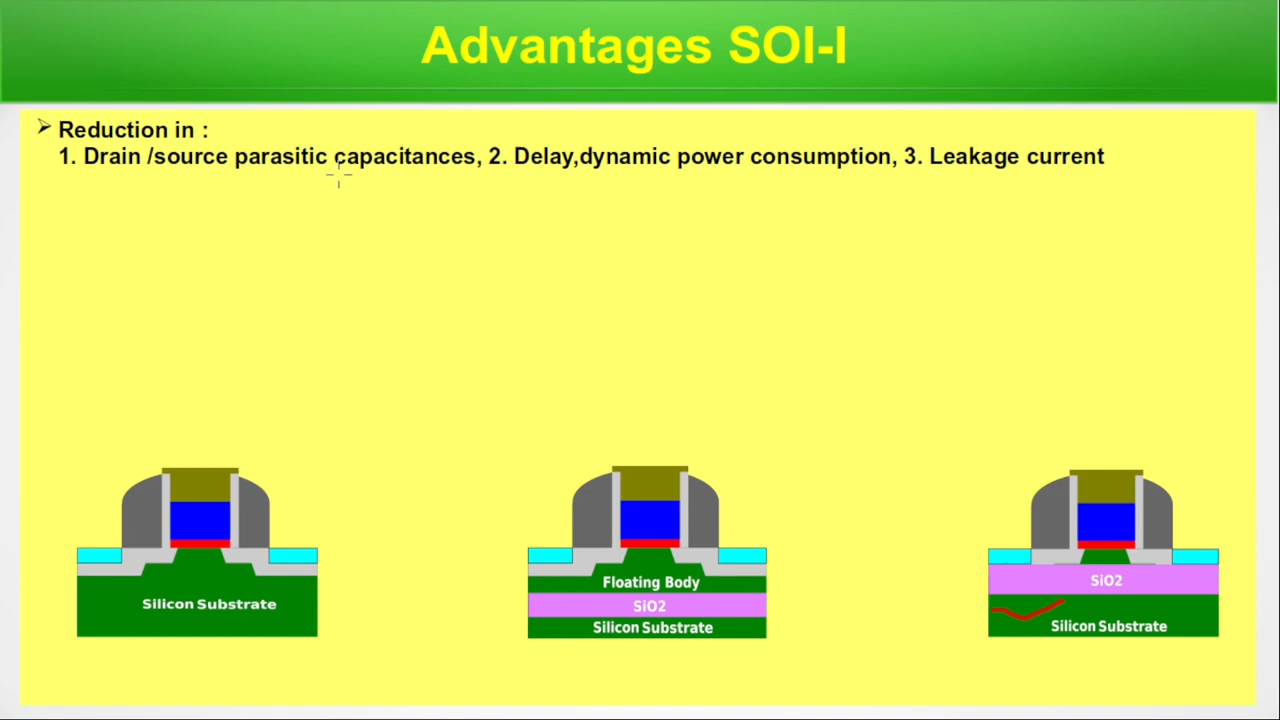 Advantages SOI-I
Reduction in :
1. Drain /source parasitic capacitances, 2. Delay,dynamic power consumption, 3. Leakage current
Silicon Substrate
Floating Body
SiO2
Silicon Substrate
SiO2
Silicon Substrate